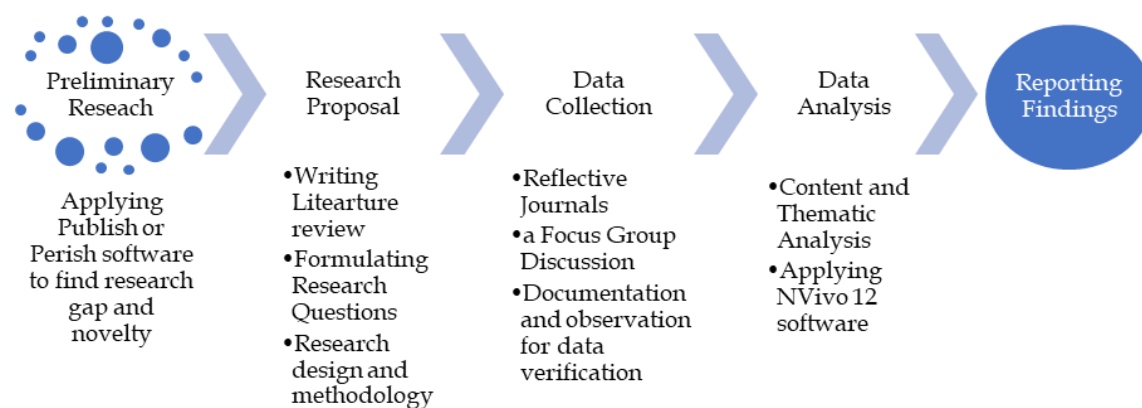 Preliminary
Reseach
Applying
Publish or
Perish software
to find research
gap and
novelty
Research
Proposal
•Writing
Litearture
review
•Formulating
Research
Questions
•Research
design and
methodology
Data
Collection
•Reflective
Journals
•a Focus Group
Discussion
•Documentation
and observation
for data
verification
Data
Analysis
•Content and
Thematic
Analysis
•Applying
NVivo 12
software
Reporting
Findings